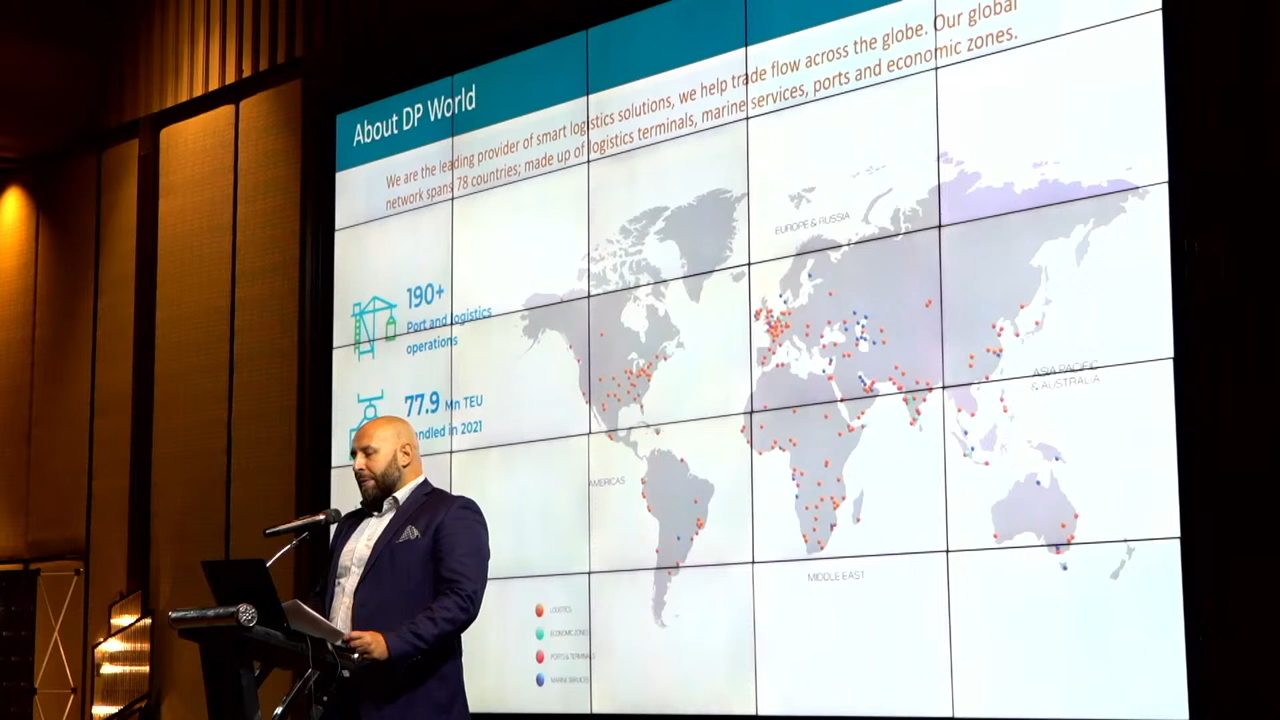 About DP World
We are the leading provider of smart logistics solutions, we help trade flow across the globe. Our global
network spans 78 countries; made up of logistics terminals, marine services, ports and economic zones.
190+
Port and logistics
operations
77.9 Mn TEU
handled in 2021
EUROPE & RUSSIA
ASIA PACIFIC
& AUSTRALIA
AMERICAS
MIDDLE EAST
LOGISTICS
ECONOMIC ZONES
PORTS & TERMINALS
MARINE SERVICES